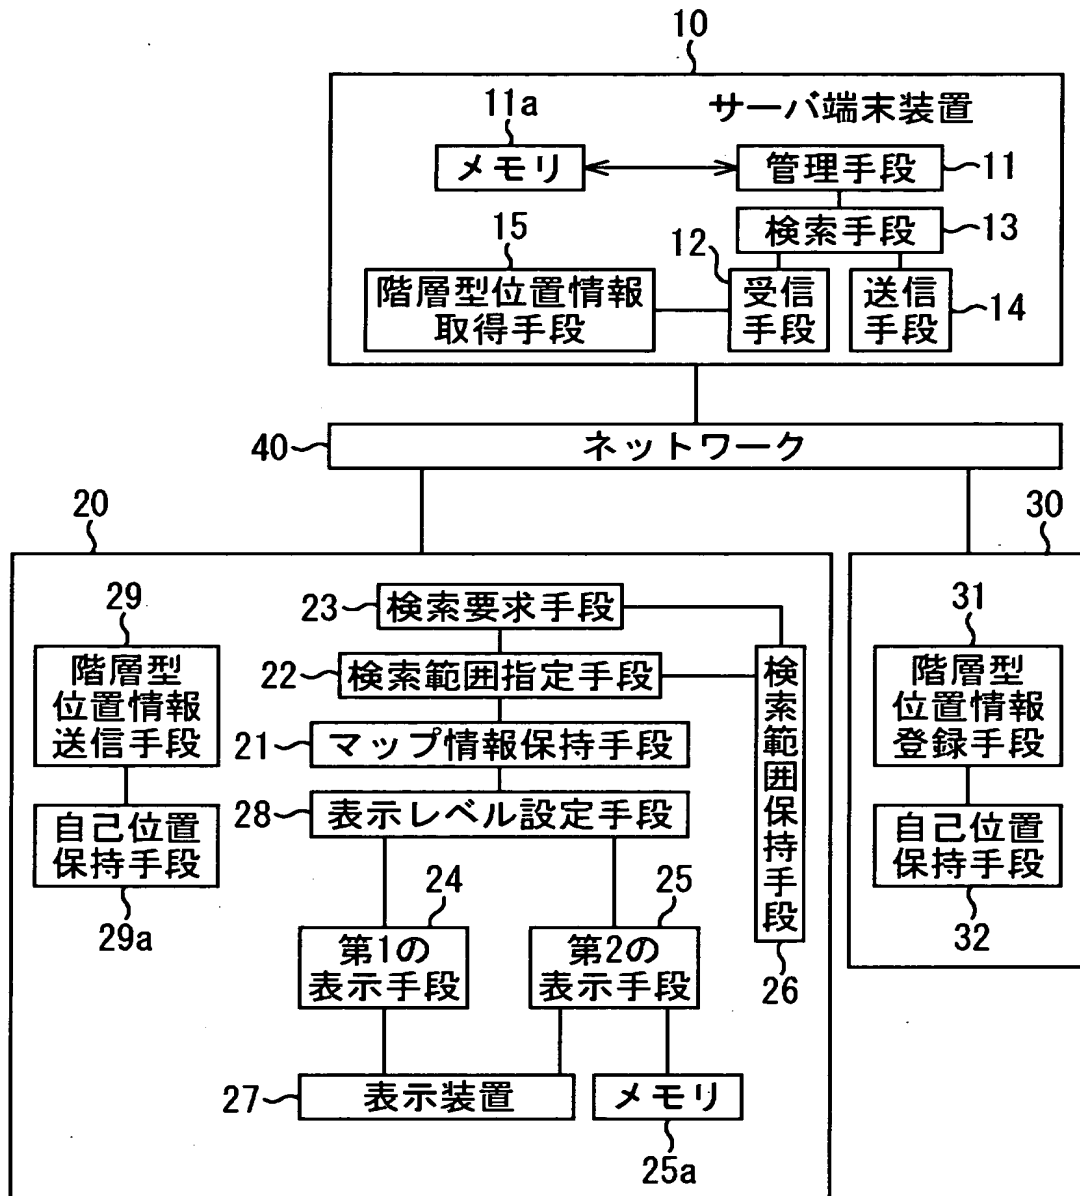 10
サーバ端末装置
11a
メモリ
管理手段
11
検索手段
13
15
12
階層型位置情報
取得手段
受信
手段
送信
手段
14
40
ネットワーク
20
30
29
階層型
位置情報
送信手段
自己位置
保持手段
29a
23
検索要求手段
22
検索範囲指定手段
21
マップ情報保持手段
28
表示レベル設定手段
検索範囲保持手段
26
24
第1の
表示手段
25
第2の
表示手段
27
表示装置
メモリ
25a
31
階層型
位置情報
登録手段
自己位置
保持手段
32